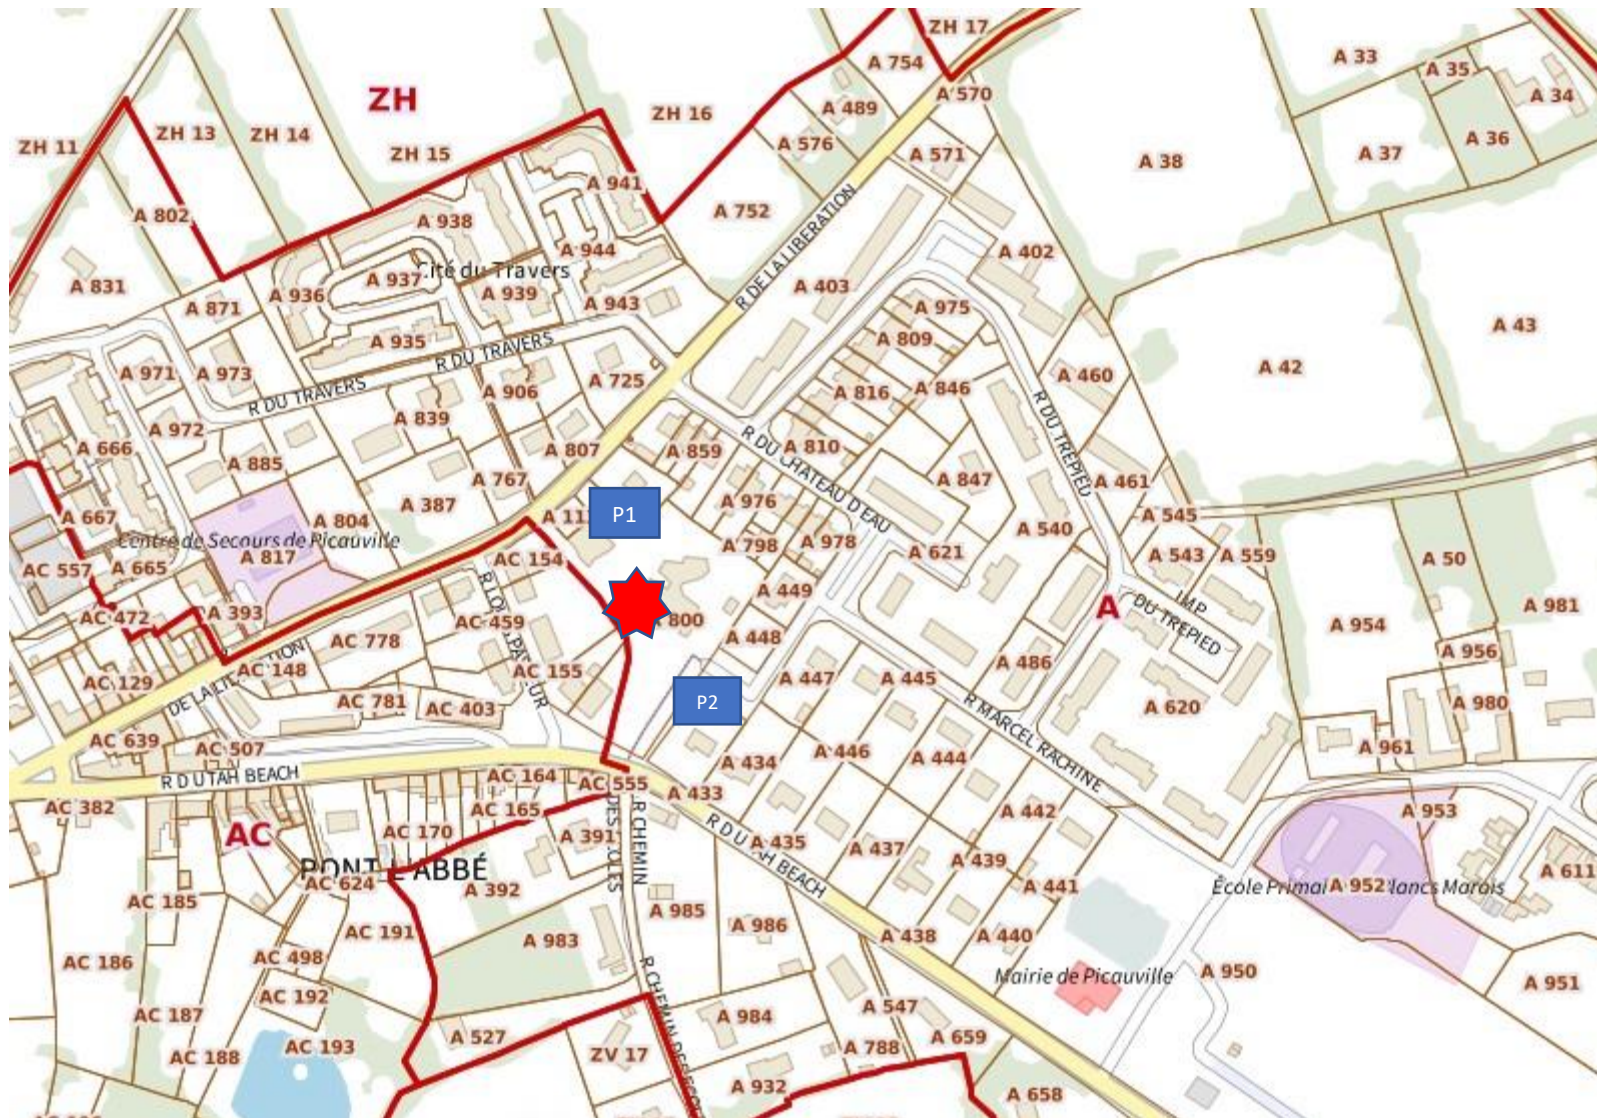 ZH 17
A 33
A 754
A 35
A 570
A 34
ZH
A 489
ZH 16
ZH 13
ZH 14
A 36
ZH 11
ZH 15
A 576
A 571
A 37
A 38
A 941
A 802
A 938
A 752
A 944
R DE LA LIBERATION
A 402
Cité du Travers
A 937
A 831
A 936
A 939
A 403
A 943
A 871
A 975
A 43
A 935
R DU TRAVERS
A 809
A 42
A 971
A 973
R DU TRAVERS
A 906
A 725
A 816
A 846
A 460
A 839
A 972
R DU TREPIED
A 666
A 807
A 859
R DU CHATEAU D'EAU
A 810
A 885
A 767
A 847
A 461
A 387
A 976
P1
A 667
A 804
A 540
A 545
Centre de Secours de Picauville
A 817
A 798
A 978
A 621
A 543
A 559
A 50
AC 154
AC 557
A 665
A 449
IMP
DU TREPIED
A
A 981
AC 472
A 393
AC 459
800
A 954
AC 778
A 448
A 956
AC 148
AC 155
A 486
AC 129
A 447
A 445
R MARCEL RACHINE
A 620
A 980
AC 781
AC 403
P2
AC 639
AC 507
A 446
A 444
A 961
R D UTAH BEACH
AC 164
A 434
AC 555
A 433
AC 382
AC 165
A 442
A 953
AC
AC 170
A 391
R D UTAH BEACH
A 435
A 437
A 439
PONT L'ABBÉ
AC 624
A 392
R CHEMIN
A 441
A 952
A 611
AC 185
A 985
A 986
AC 191
A 983
A 438
A 440
AC 186
AC 498
Mairie de Picauville
A 950
AC 192
A 951
AC 187
A 984
A 547
A 527
AC 193
AC 188
ZV 17
A 788
A 659
A 932
A 658